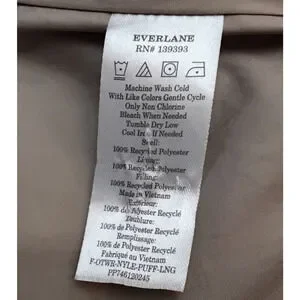 EVERLANE
RN# 139393
Machine Wash Cold
With Like Colors Gentle Cycle
Only Non Chlorine
Bleach When Needed
Tumble Dry Low
Cool Iron If Needed
Shell:
100% Recycled Polyester
Lining:
100% Recycled Polyester
Filling:
100% Recycled Polyester
Made in Vietnam
Extérieur:
100% de Polyester Recyclé
Doublure:
100% de Polyester Recyclé
Remplissage:
100% de Polyester Recyclé
Fabriqué au Vietnam
F-OTWR-NYLE-PUFF-LNG
PP746120245